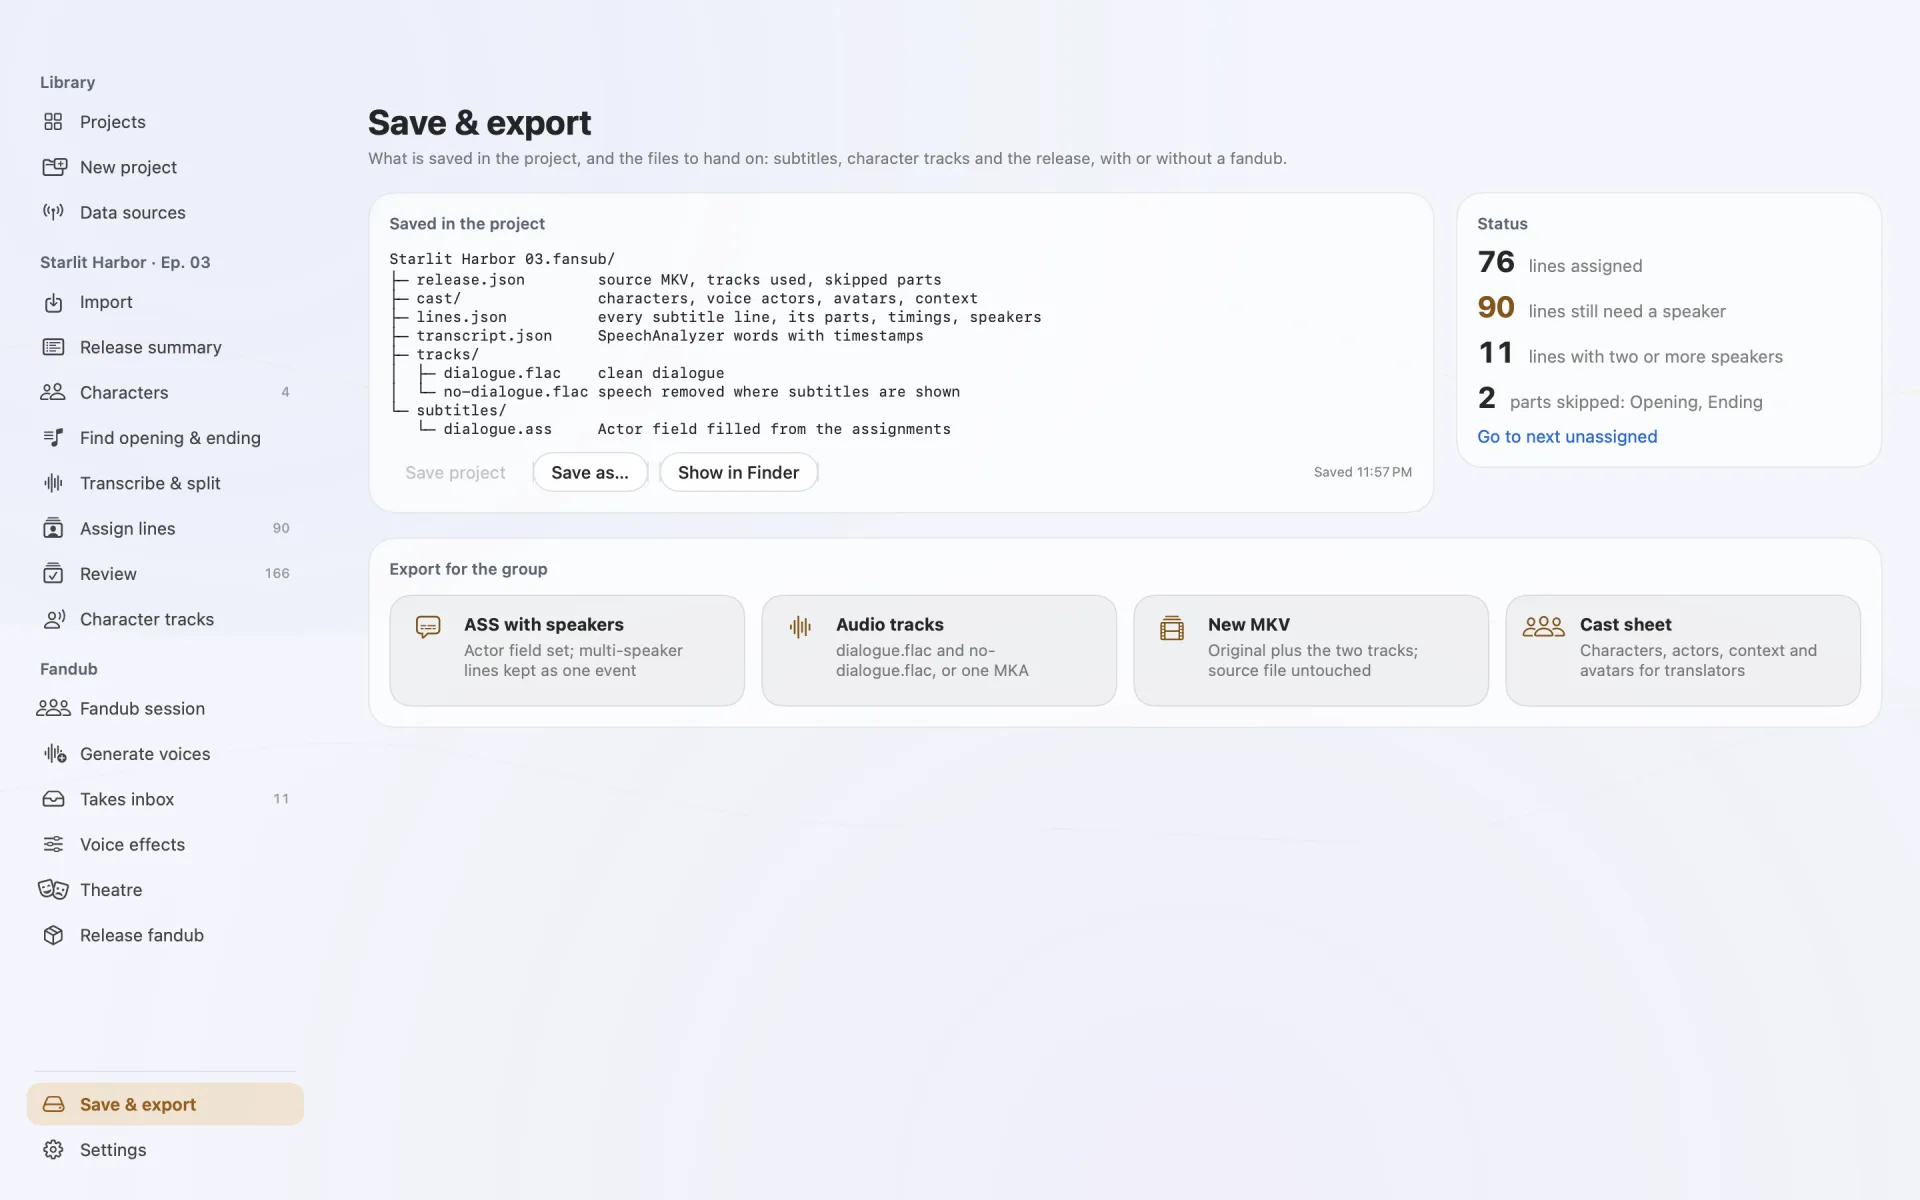 Library
Projects
New project
Data sources
Starlit Harbor · Ep. 03
Import
Release summary
Characters 4
Find opening & ending
Transcribe & split
Assign lines 90
Review 166
Character tracks
Fandub
Fandub session
Generate voices
Takes inbox 11
Voice effects
Theatre
Release fandub
Save & export
Settings
Save & export
What is saved in the project, and the files to hand on: subtitles, character tracks and the release, with or without a fandub.
Saved in the project
Starlit Harbor 03.fansub/
├─ release.json source MKV, tracks used, skipped parts
├─ cast/ characters, voice actors, avatars, context
├─ lines.json every subtitle line, its parts, timings, speakers
├─ transcript.json SpeechAnalyzer words with timestamps
├─ tracks/
│  ├─ dialogue.flac clean dialogue
│  └─ no-dialogue.flac speech removed where subtitles are shown
└─ subtitles/
   └─ dialogue.ass Actor field filled from the assignments
Save project Save as... Show in Finder Saved 11:57 PM
Status
76 lines assigned
90 lines still need a speaker
11 lines with two or more speakers
2 parts skipped: Opening, Ending
Go to next unassigned
Export for the group
ASS with speakers
Actor field set; multi-speaker
lines kept as one event
Audio tracks
dialogue.flac and no-
dialogue.flac, or one MKA
New MKV
Original plus the two tracks;
source file untouched
Cast sheet
Characters, actors, context and
avatars for translators